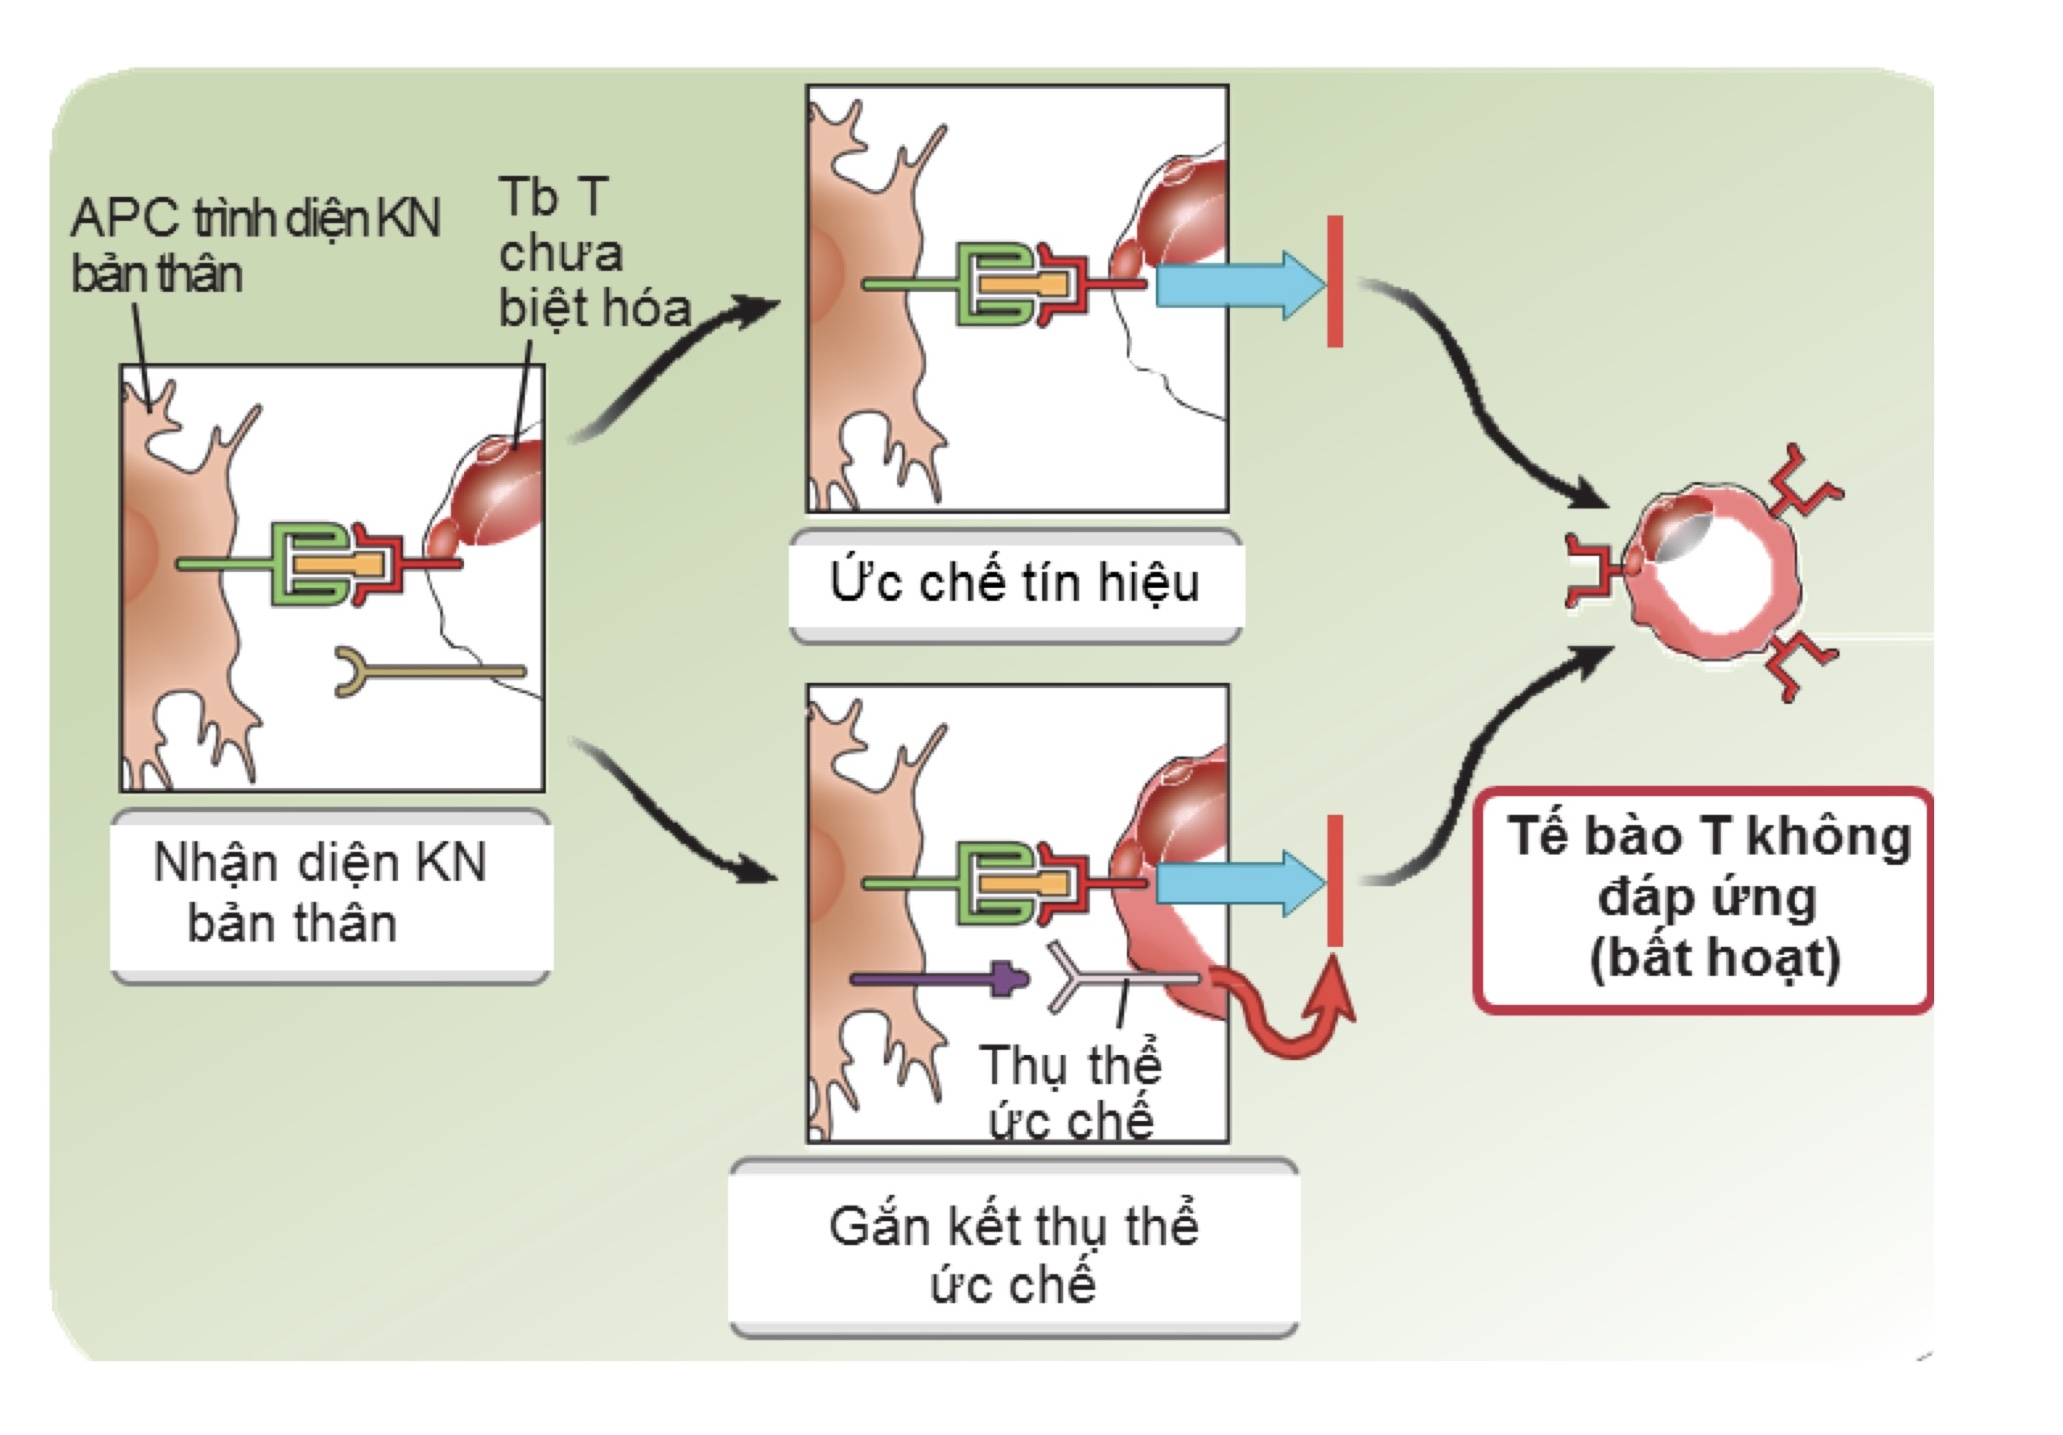 APC trình diện KN
bản thân
Tb T
chưa
biệt hóa
Nhận diện KN
bản thân
Ức chế tín hiệu
Thụ thể
ức chế
Gắn kết thụ thể
ức chế
Tế bào T không
đáp ứng
(bất hoạt)